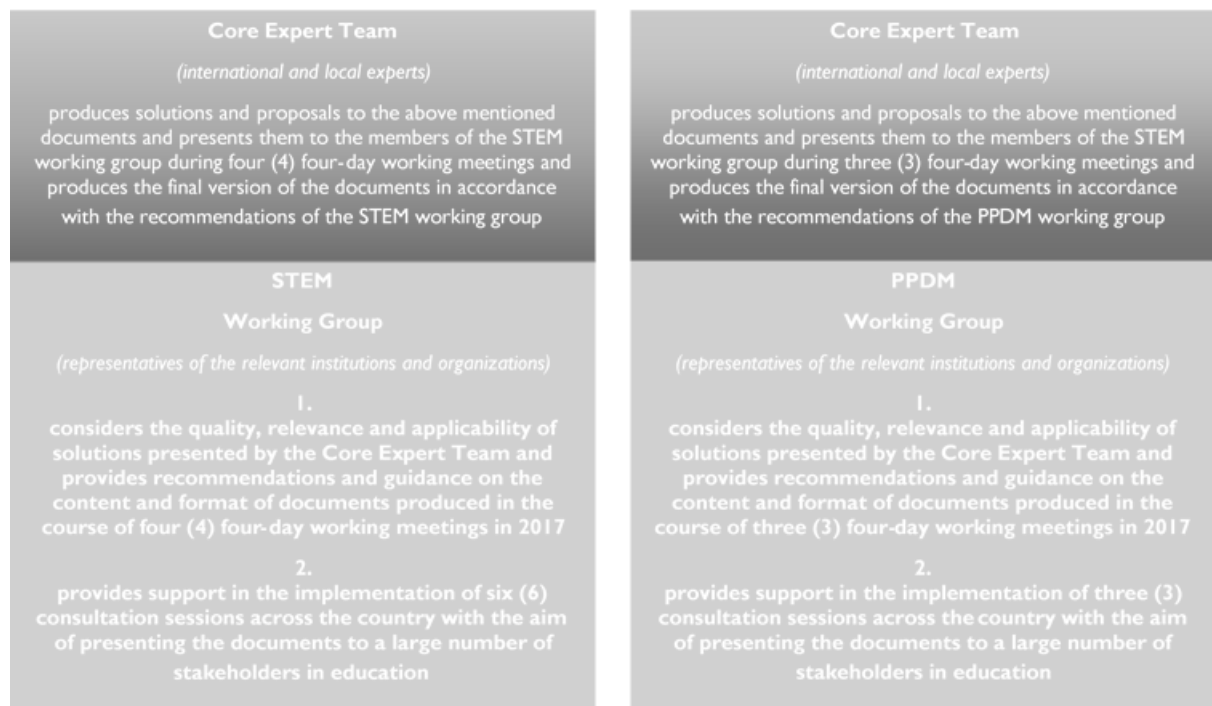 Core Expert Team
(international and local experts)
produces solutions and proposals to the above mentioned
documents and presents them to the members of the STEM
working group during four (4) four-day working meetings and
produces the final version of the documents in accordance
with the recommendations of the STEM working group
STEM
Working Group
(representatives of the relevant institutions and organizations)
1.
considers the quality, relevance and applicability of
solutions presented by the Core Expert Team and
provides recommendations and guidance on the
content and format of documents produced in the
course of four (4) four-day working meetings in 2017
2.
provides support in the implementation of six (6)
consultation sessions across the country with the aim
of presenting the documents to a large number of
stakeholders in education
Core Expert Team
(international and local experts)
produces solutions and proposals to the above mentioned
documents and presents them to the members of the STEM
working group during three (3) four-day working meetings and
produces the final version of the documents in accordance
with the recommendations of the PPDM working group
PPDM
Working Group
(representatives of the relevant institutions and organizations)
1.
considers the quality, relevance and applicability of
solutions presented by the Core Expert Team and
provides recommendations and guidance on the
content and format of documents produced in the
course of three (3) four-day working meetings in 2017
2.
provides support in the implementation of three (3)
consultation sessions across the country with the aim
of presenting the documents to a large number of
stakeholders in education